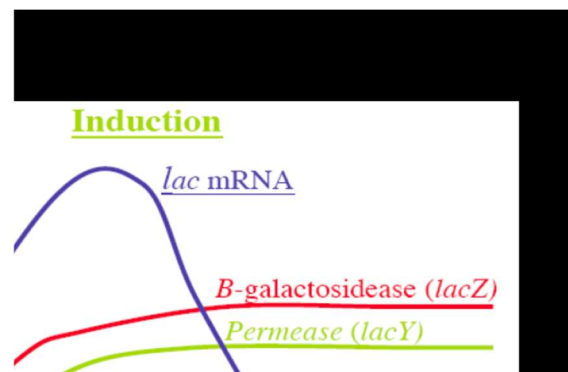 Induction
lac mRNA
B-galactosidease (lacZ)
Permease (lacY)